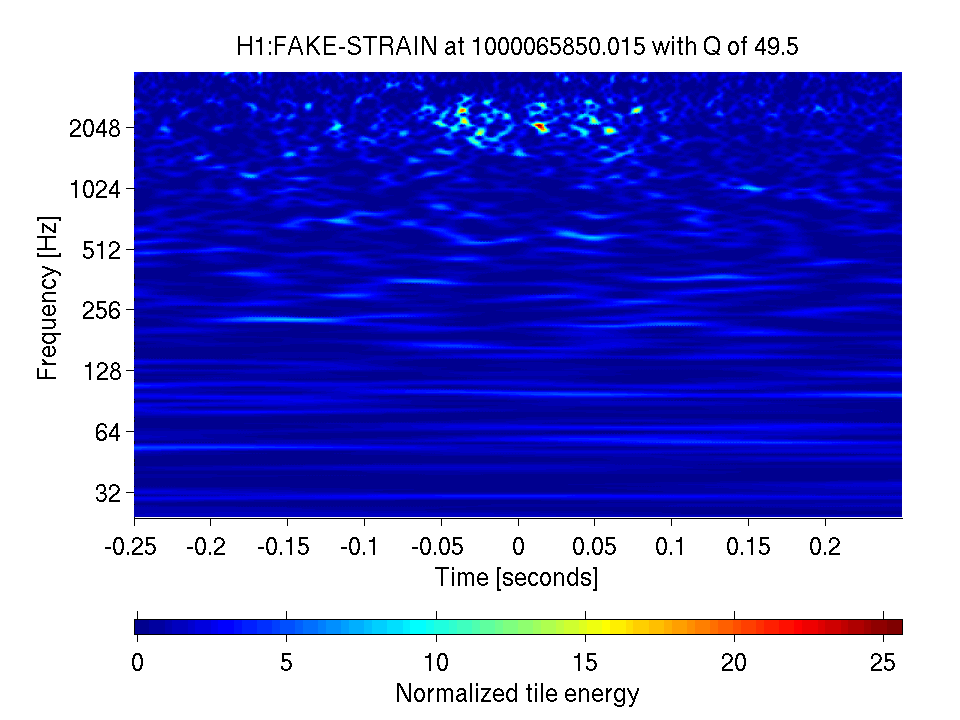 H1:FAKE-STRAIN at 1000065850.015 with Q of 49.5
Frequency [Hz]
2048
1024
512
256
128
64
32
-0.25 -0.2 -0.15 -0.1 -0.05 0 0.05 0.1 0.15 0.2
Time [seconds]
0 5 10 15 20 25
Normalized tile energy